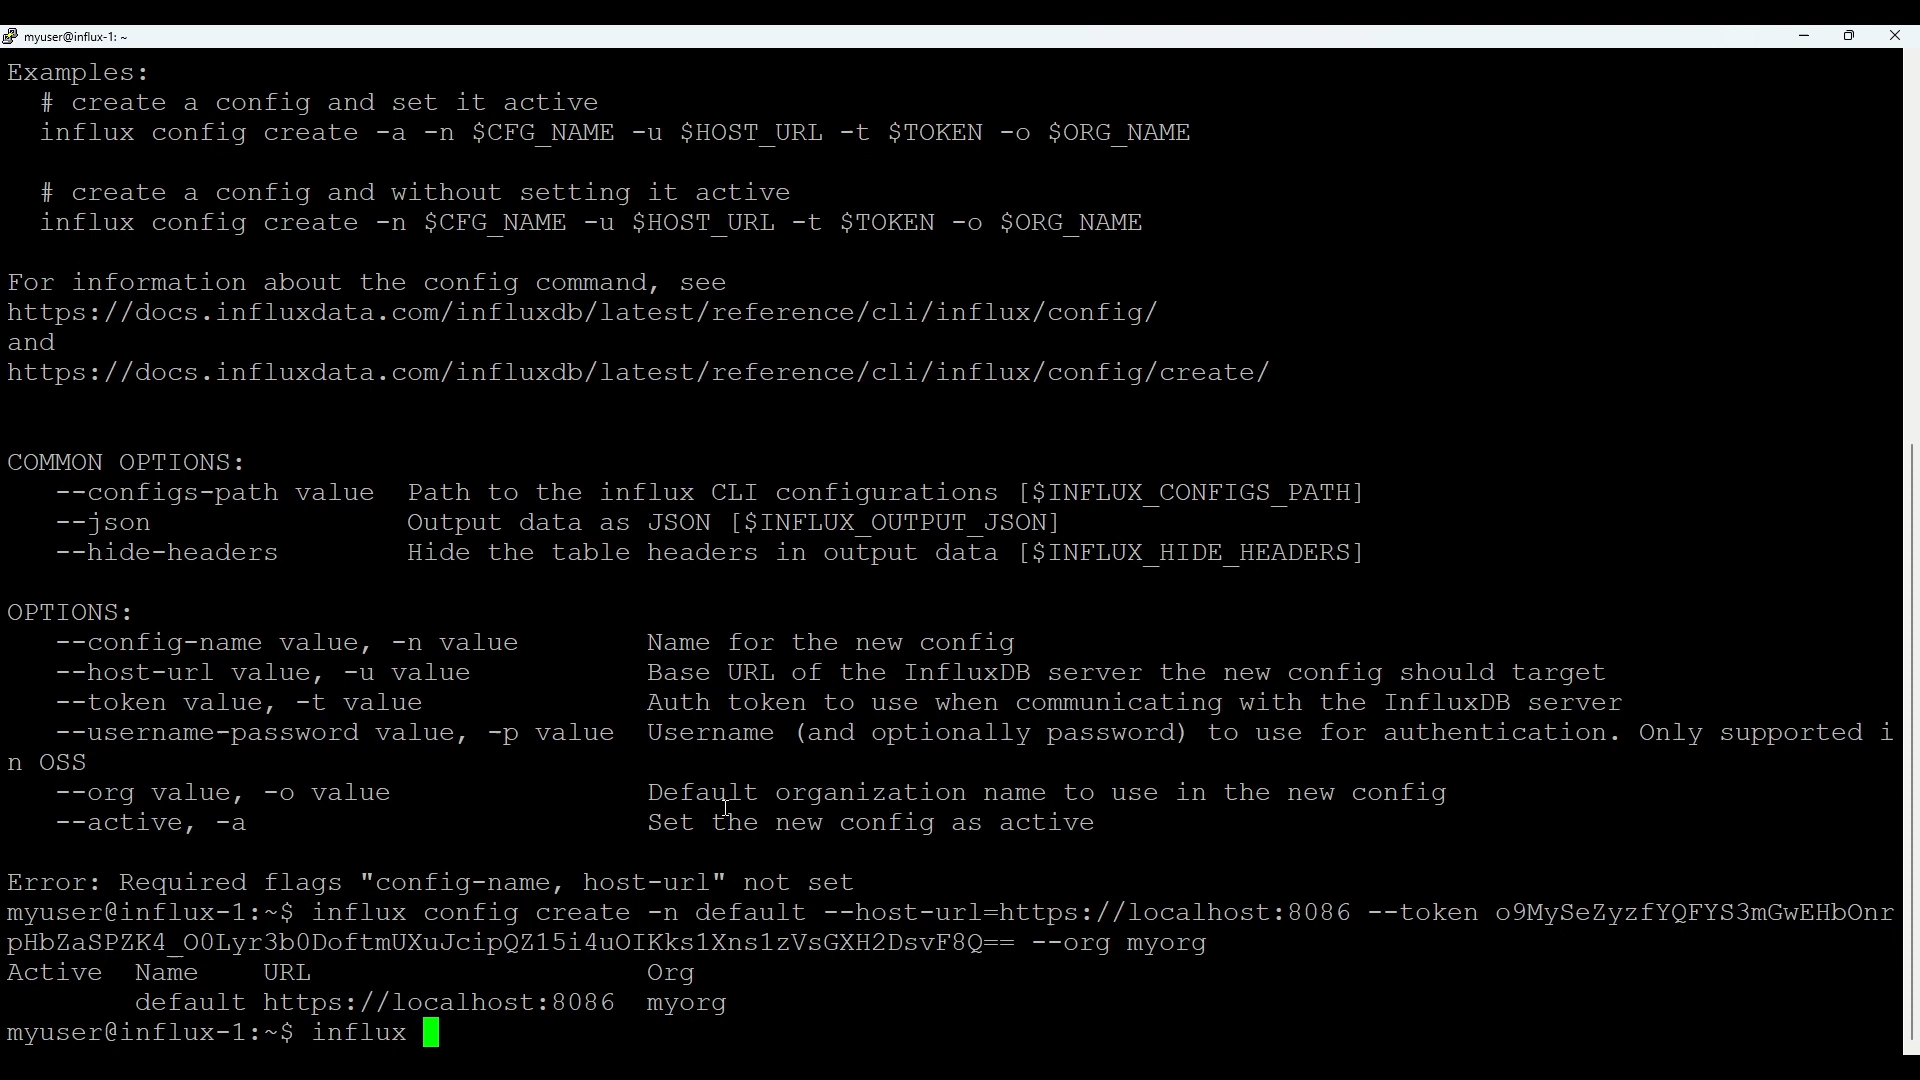 myuser@influx-1: ~
Examples:
# create a config and set it active
influx config create -a -n $CFG_NAME -u $HOST_URL -t $TOKEN -o $ORG_NAME
# create a config and without setting it active
influx config create -n $CFG_NAME -u $HOST_URL -t $TOKEN -o $ORG_NAME
For information about the config command, see
https://docs.influxdata.com/influxdb/latest/reference/cli/influx/config/
and
https://docs.influxdata.com/influxdb/latest/reference/cli/influx/config/create/
COMMON OPTIONS:
--configs-path value  Path to the influx CLI configurations [$INFLUX_CONFIGS_PATH]
--json                Output data as JSON [$INFLUX_OUTPUT_JSON]
--hide-headers        Hide the table headers in output data [$INFLUX_HIDE_HEADERS]
OPTIONS:
--config-name value, -n value        Name for the new config
--host-url value, -u value           Base URL of the InfluxDB server the new config should target
--token value, -t value              Auth token to use when communicating with the InfluxDB server
--username-password value, -p value  Username (and optionally password) to use for authentication. Only supported i
n OSS
--org value, -o value                Default organization name to use in the new config
--active, -a                         Set the new config as active
Error: Required flags "config-name, host-url" not set
myuser@influx-1:~$ influx config create -n default --host-url=https://localhost:8086 --token o9MySeZyzfYQFYS3mGwEHbOnr
pHbZaSPZK4_O0Lyr3b0DoftmUXuJcipQZ15i4uOIKks1Xns1zVsGXH2DsvF8Q== --org myorg
Active  Name    URL                     Org
default https://localhost:8086  myorg
myuser@influx-1:~$ influx